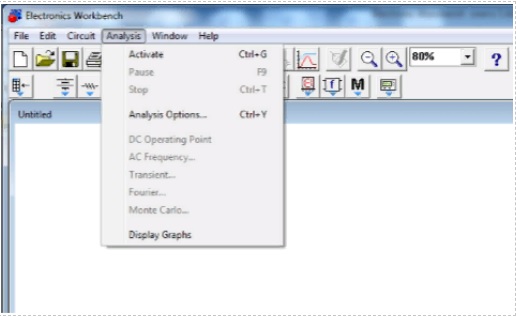 Electronics Workbench
File Edit Circuit Analysis Window Help
Activate Ctrl+G
80%
?
Pause F9
Stop Ctrl+T
M
Untitled
Analysis Options... Ctrl+Y
DC Operating Point
AC Frequency...
Transient...
Fourier...
Monte Carlo...
Display Graphs